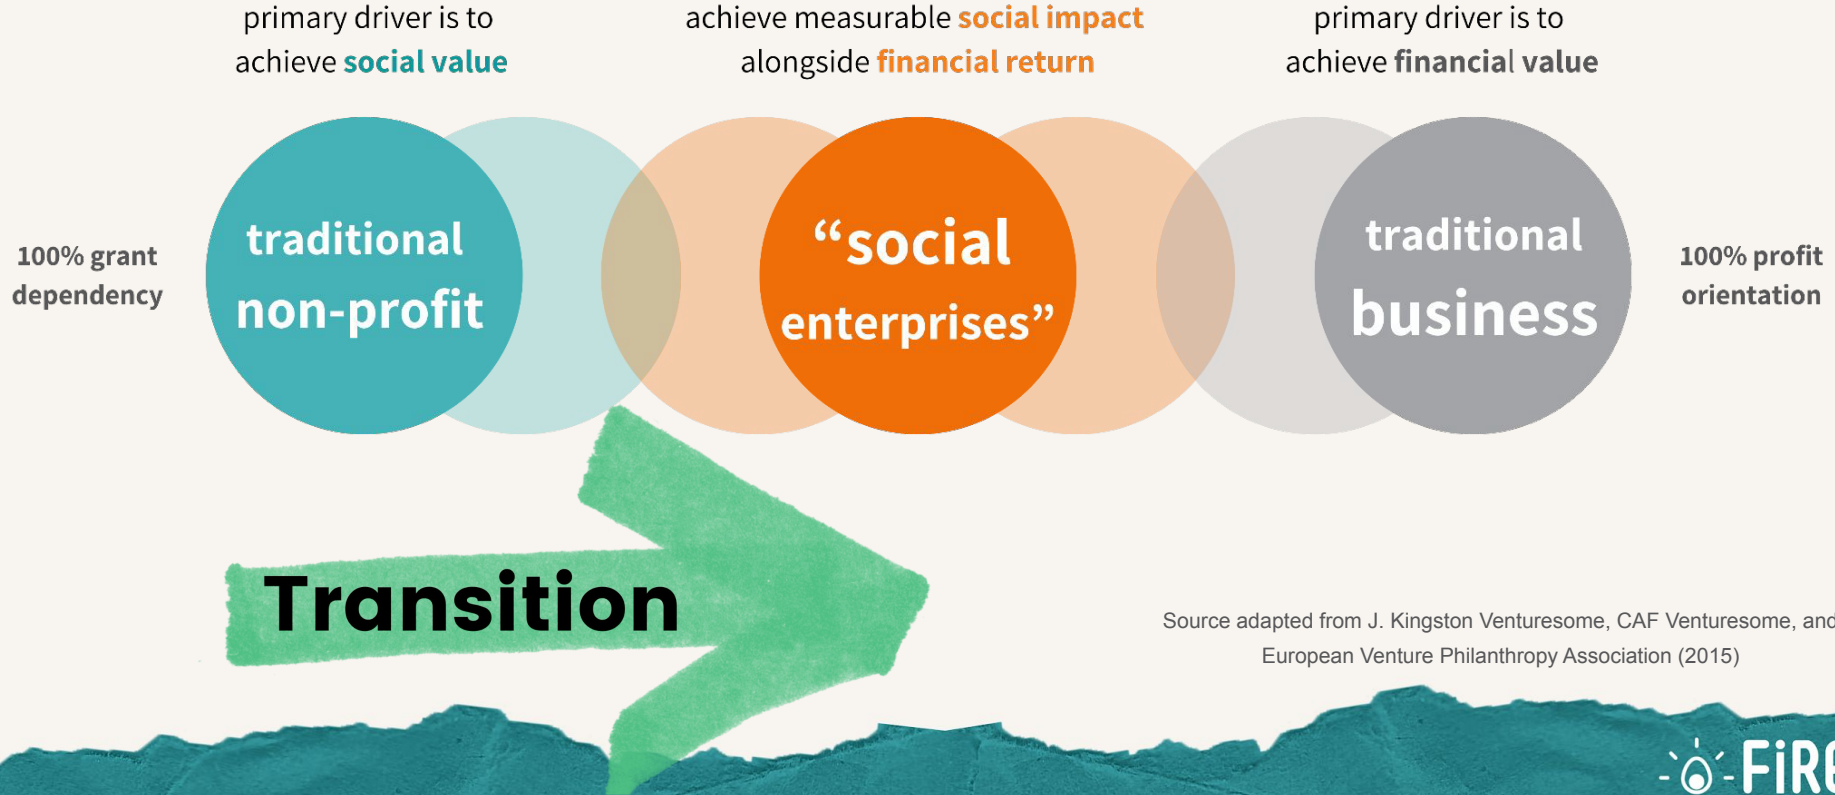 primary driver is to
achieve social value
achieve measurable social impact
alongside financial return
primary driver is to
achieve financial value
100% grant
dependency
traditional
non-profit
“social
enterprises”
traditional
business
100% profit
orientation
Transition
Source adapted from J. Kingston Venturesome, CAF Venturesome, and
European Venture Philanthropy Association (2015)